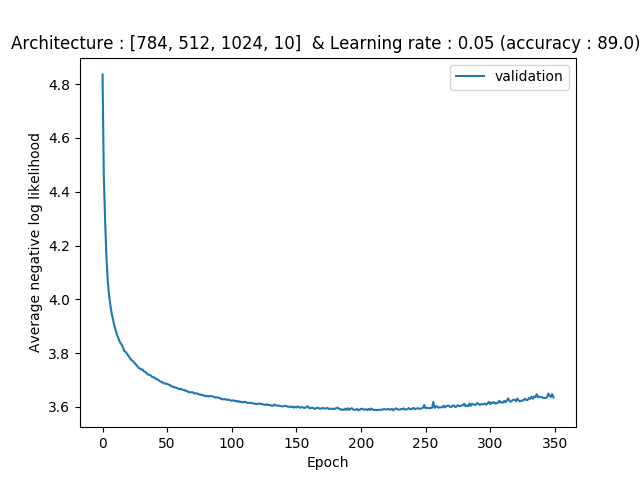 Architecture : [784, 512, 1024, 10]  & Learning rate : 0.05 (accuracy : 89.0)
validation
Average negative log likelihood
4.8
4.6
4.4
4.2
4.0
3.8
3.6
0 50 100 150 200 250 300 350
Epoch